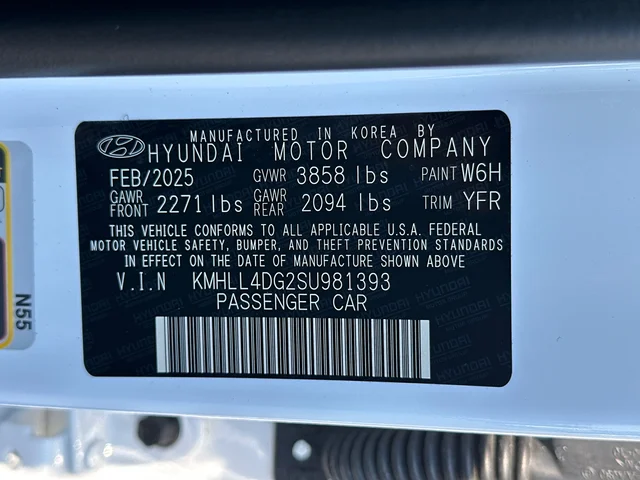 MANUFACTURED IN KOREA BY
HYUNDAI MOTOR COMPANY
FEB/2025 GVWR 3858 lbs PAINT W6H
GAWR FRONT 2271 lbs GAWR REAR 2094 lbs TRIM YFR
THIS VEHICLE CONFORMS TO ALL APPLICABLE U.S.A. FEDERAL
MOTOR VEHICLE SAFETY, BUMPER, AND THEFT PREVENTION STANDARDS
IN EFFECT ON THE DATE OF MANUFACTURE SHOWN ABOVE
V.I.N KMHLL4DG2SU981393
PASSENGER CAR
N55